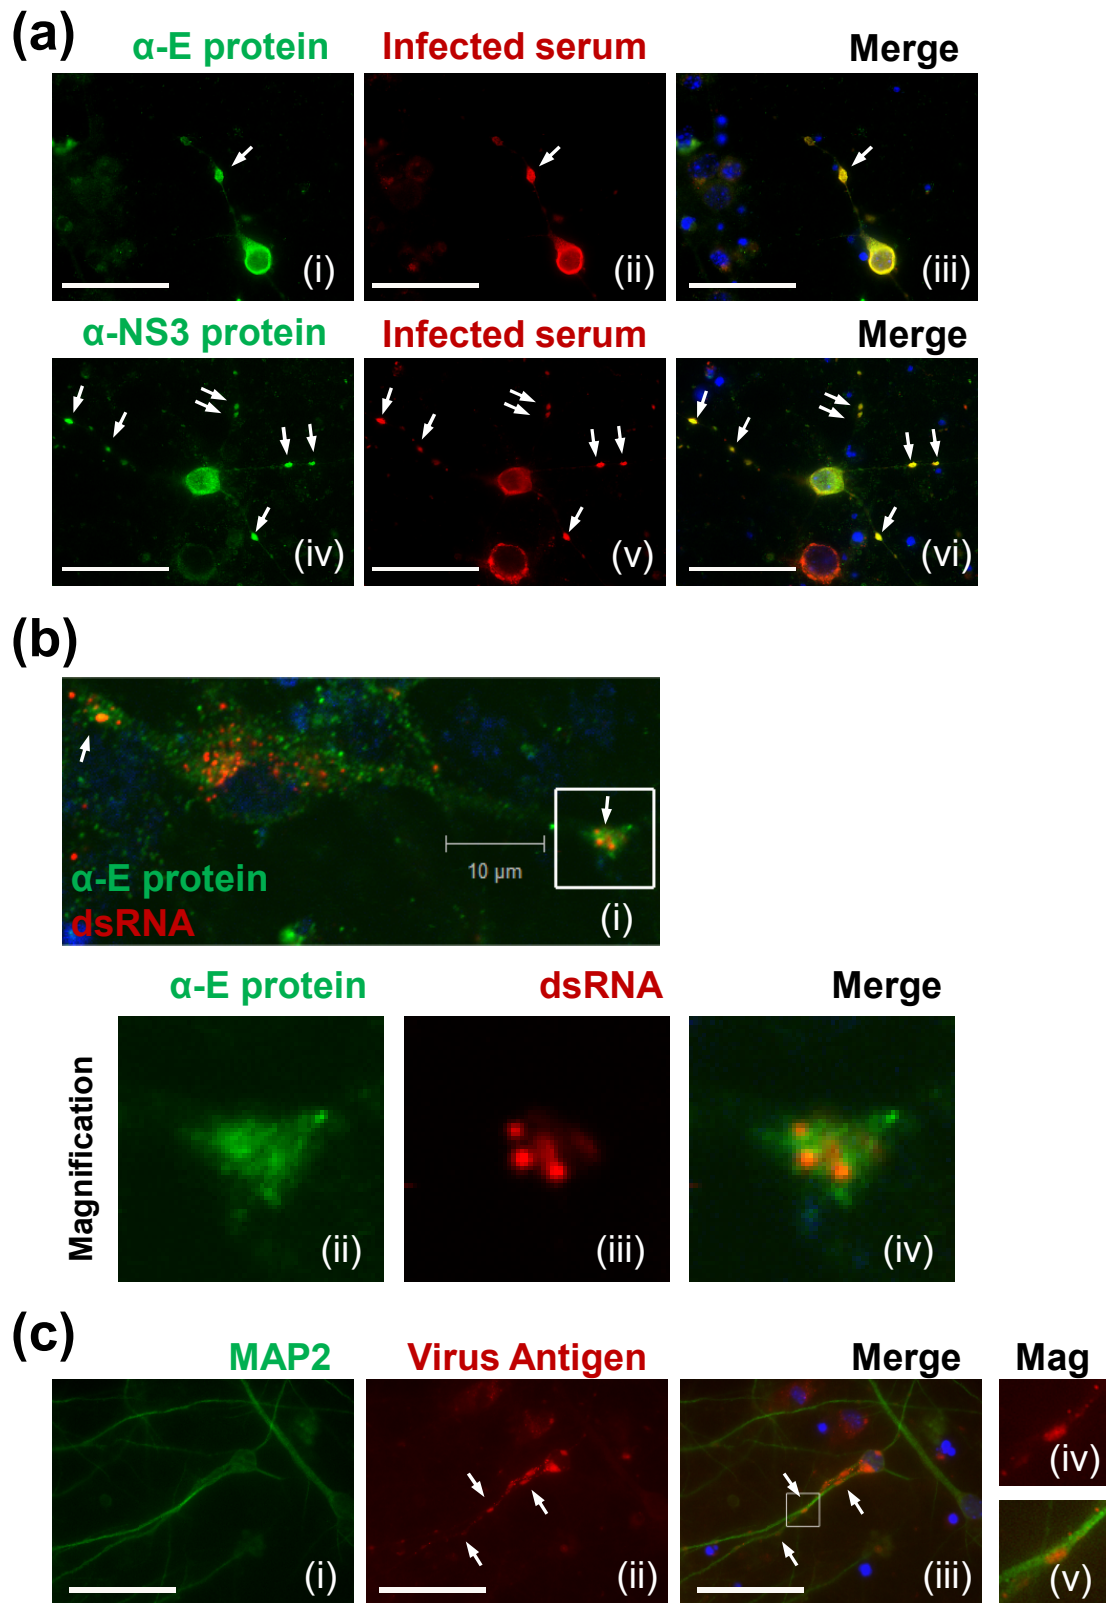 (a)
α-E protein Infected serum Merge
(i) (ii) (iii)
α-NS3 protein Infected serum Merge
(iv) (v) (vi)
(b)
10 µm
α-E protein
dsRNA
(i)
α-E protein dsRNA Merge
Magnification
(ii) (iii) (iv)
(c)
MAP2 Virus Antigen Merge Mag
(iv)
(i) (ii) (iii) (v)